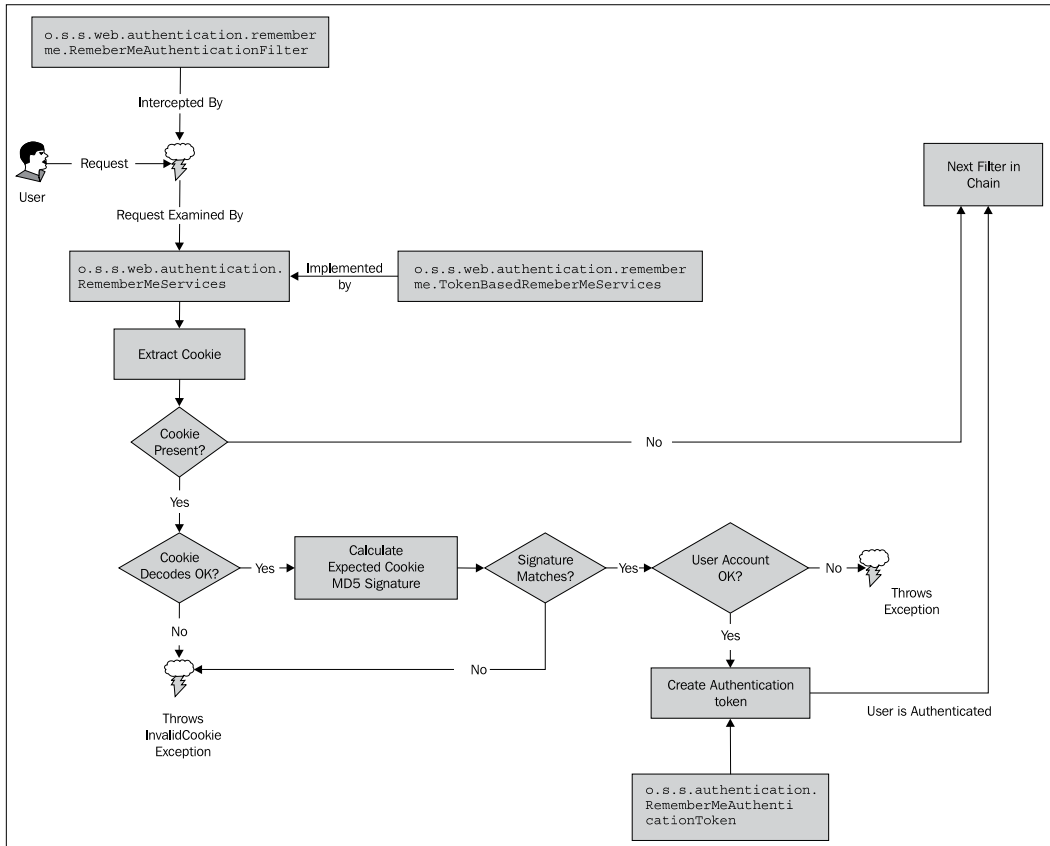 o.s.s.web.authentication.remember
me.RemeberMeAuthenticationFilter
Intercepted By
Request
User
Next Filter in
Chain
Request Examined By
o.s.s.web.authentication.
RememberMeServices
Implemented
by
o.s.s.web.authentication.remember
me.TokenBasedRemeberMeServices
Extract Cookie
Cookie
Present?
No
Yes
Cookie
Decodes OK?
Yes
Calculate
Expected Cookie
MD5 Signature
Signature
Matches?
Yes
User Account
OK?
No
Throws
Exception
No
No
Yes
Throws
InvalidCookie
Exception
Create Authentication
token
User is Authenticated
o.s.s.authentication.
RememberMeAuthenti
cationToken